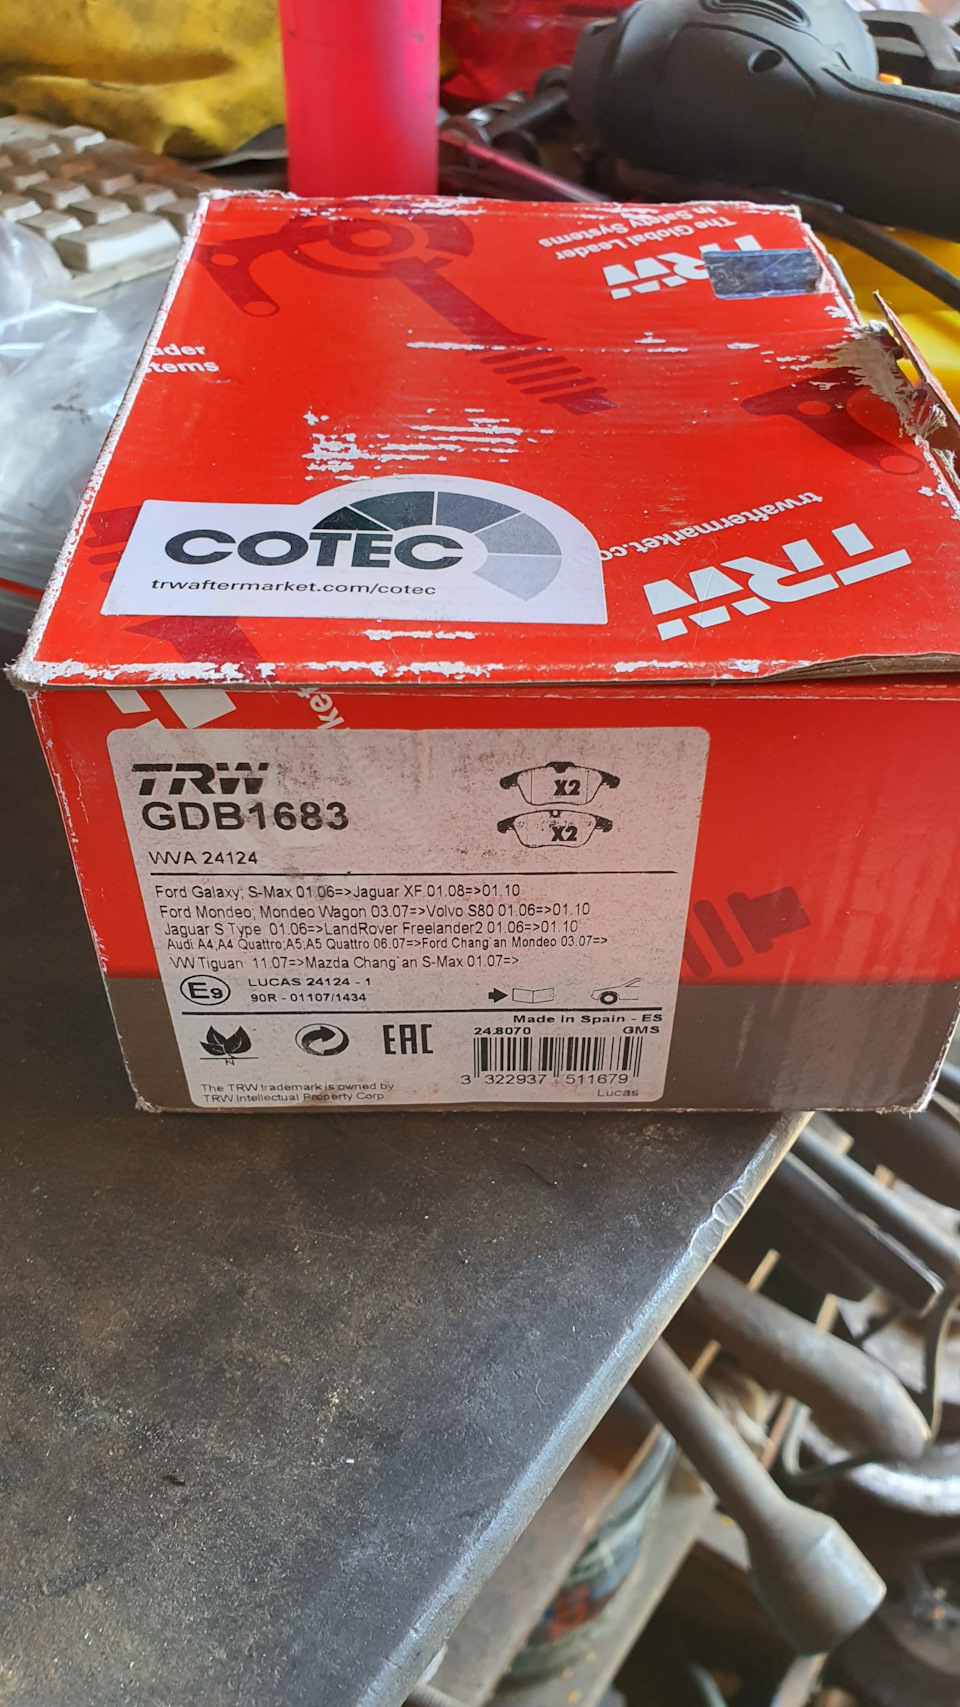 The Global Leader
in Safety Systems
TRW
ader
stems
trwaftermarket.co
TRW
COTEC
trwaftermarket.com/cotec
ket
TRW
GDB1683
X2
X2
WVA 24124
Ford Galaxy, S-Max 01.06=>Jaguar XF 01.08=>01.10
Ford Mondeo, Mondeo Wagon 03.07=>Volvo S80 01.06=>01.10
Jaguar S Type 01.06=>LandRover Freelander2 01.06=>01.10
Audi A4,A4 Quattro;A5;A5 Quattro 06.07=>Ford Chang`an Mondeo 03.07=>
VW Tiguan 11.07=>Mazda Chang`an S-Max 01.07=>
E9
LUCAS 24124 - 1
90R - 01107/1434
Made in Spain - ES
24.8070 GMS
N
EAC
3 322937 511679
Lucas
The TRW trademark is owned by
TRW Intellectual Property Corp